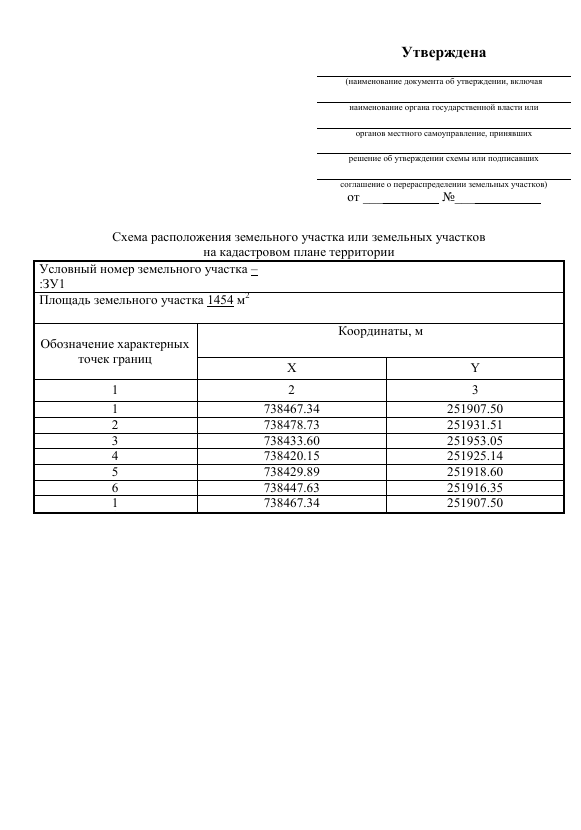 Утверждена
(наименование документа об утверждении, включая
наименование органа государственной власти или
органов местного самоуправление, принявших
решение об утверждении схемы или подписавших
соглашение о перераспределении земельных участков)
от ____________ №_____________
Схема расположения земельного участка или земельных участков
на кадастровом плане территории
Условный номер земельного участка –
:ЗУ1
Площадь земельного участка 1454 м²
Обозначение характерных
точек границ
Координаты, м
X Y
1 2 3
1 738467.34 251907.50
2 738478.73 251931.51
3 738433.60 251953.05
4 738420.15 251925.14
5 738429.89 251918.60
6 738447.63 251916.35
1 738467.34 251907.50